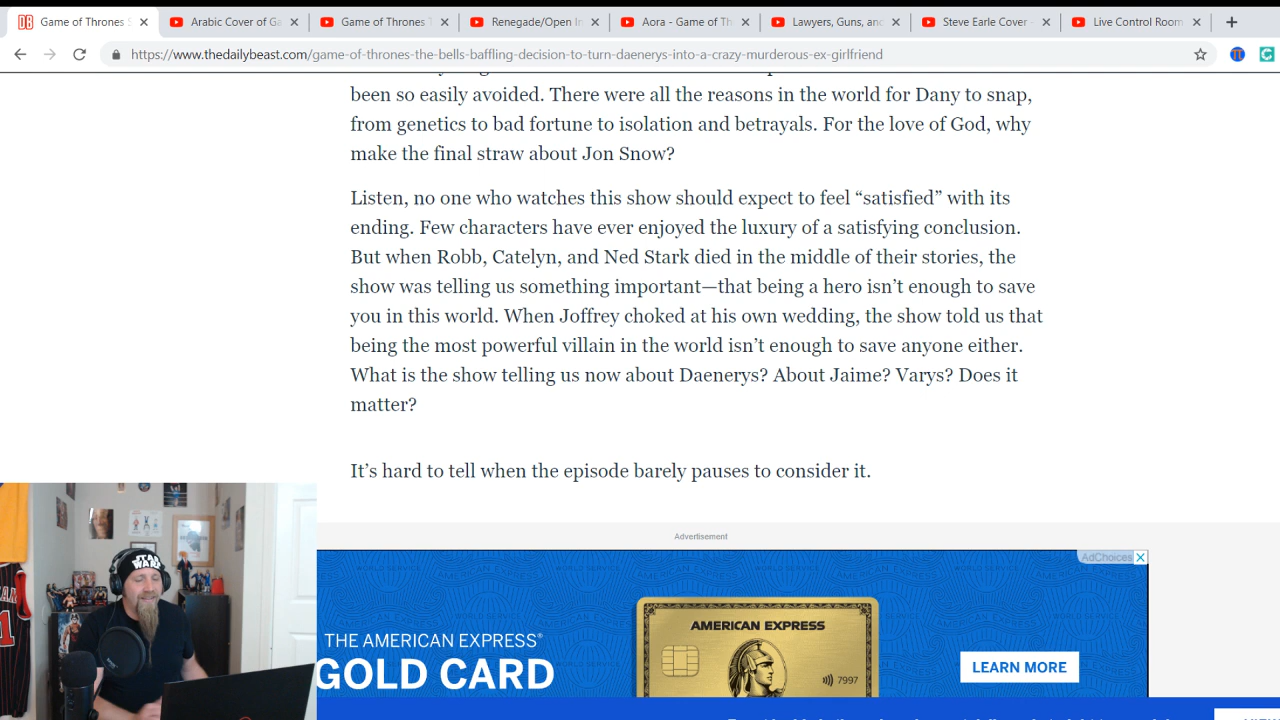 Game of Thrones S
Arabic Cover of Ga
Game of Thrones T
Renegade/Open In
Aora - Game of Th
Lawyers, Guns, an
Steve Earle Cover -
Live Control Room
https://www.thedailybeast.com/game-of-thrones-the-bells-baffling-decision-to-turn-daenerys-into-a-crazy-murderous-ex-girlfriend
been so easily avoided. There were all the reasons in the world for Dany to snap,
from genetics to bad fortune to isolation and betrayals. For the love of God, why
make the final straw about Jon Snow?
Listen, no one who watches this show should expect to feel “satisfied” with its
ending. Few characters have ever enjoyed the luxury of a satisfying conclusion.
But when Robb, Catelyn, and Ned Stark died in the middle of their stories, the
show was telling us something important—that being a hero isn’t enough to save
you in this world. When Joffrey choked at his own wedding, the show told us that
being the most powerful villain in the world isn’t enough to save anyone either.
What is the show telling us now about Daenerys? About Jaime? Varys? Does it
matter?
It’s hard to tell when the episode barely pauses to consider it.
Advertisement
AdChoices
THE AMERICAN EXPRESS®
GOLD CARD
AMERICAN EXPRESS
7997
LEARN MORE
STAR
WARS